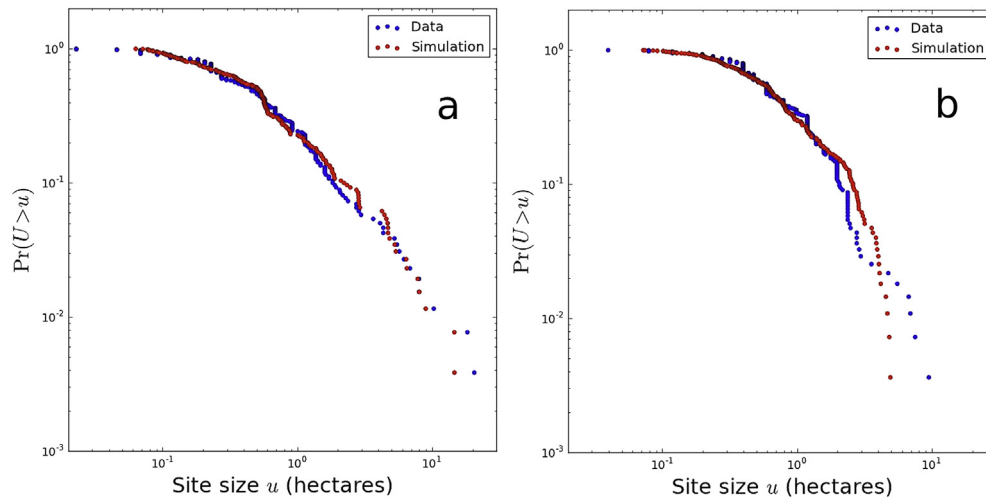 Data
Simulation
a
10^0
10^-1
10^-2
10^-3
Pr(U>u)
10^-1
10^0
10^1
Site size u (hectares)
Data
Simulation
b
10^0
10^-1
10^-2
10^-3
Pr(U>u)
10^-1
10^0
10^1
Site size u (hectares)